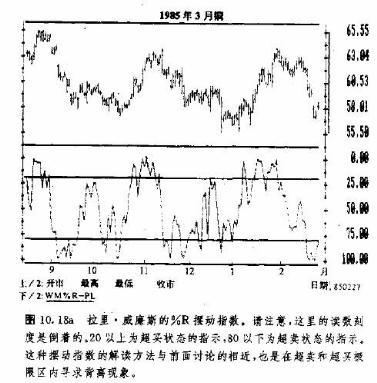 1985 年 3 月铜
65.55
63.04
60.53
50.01
55.50
0.00
25.00
50.00
75.00
100.00
9 10 11 12 1 2 月
上/2:开市 最高 最低 收市 日期,850227
下/2:WM%R-PL
图 10.18a 拉里·威廉斯的%R 摆动指数。请注意,这里的读数刻
度是倒着的。20 以上为超买状态的指示,80 以下为超卖状态的指示。
这种摆动指数的解读方法与前面讨论的相近,也是在超卖和超买极
限区内寻求背离现象。